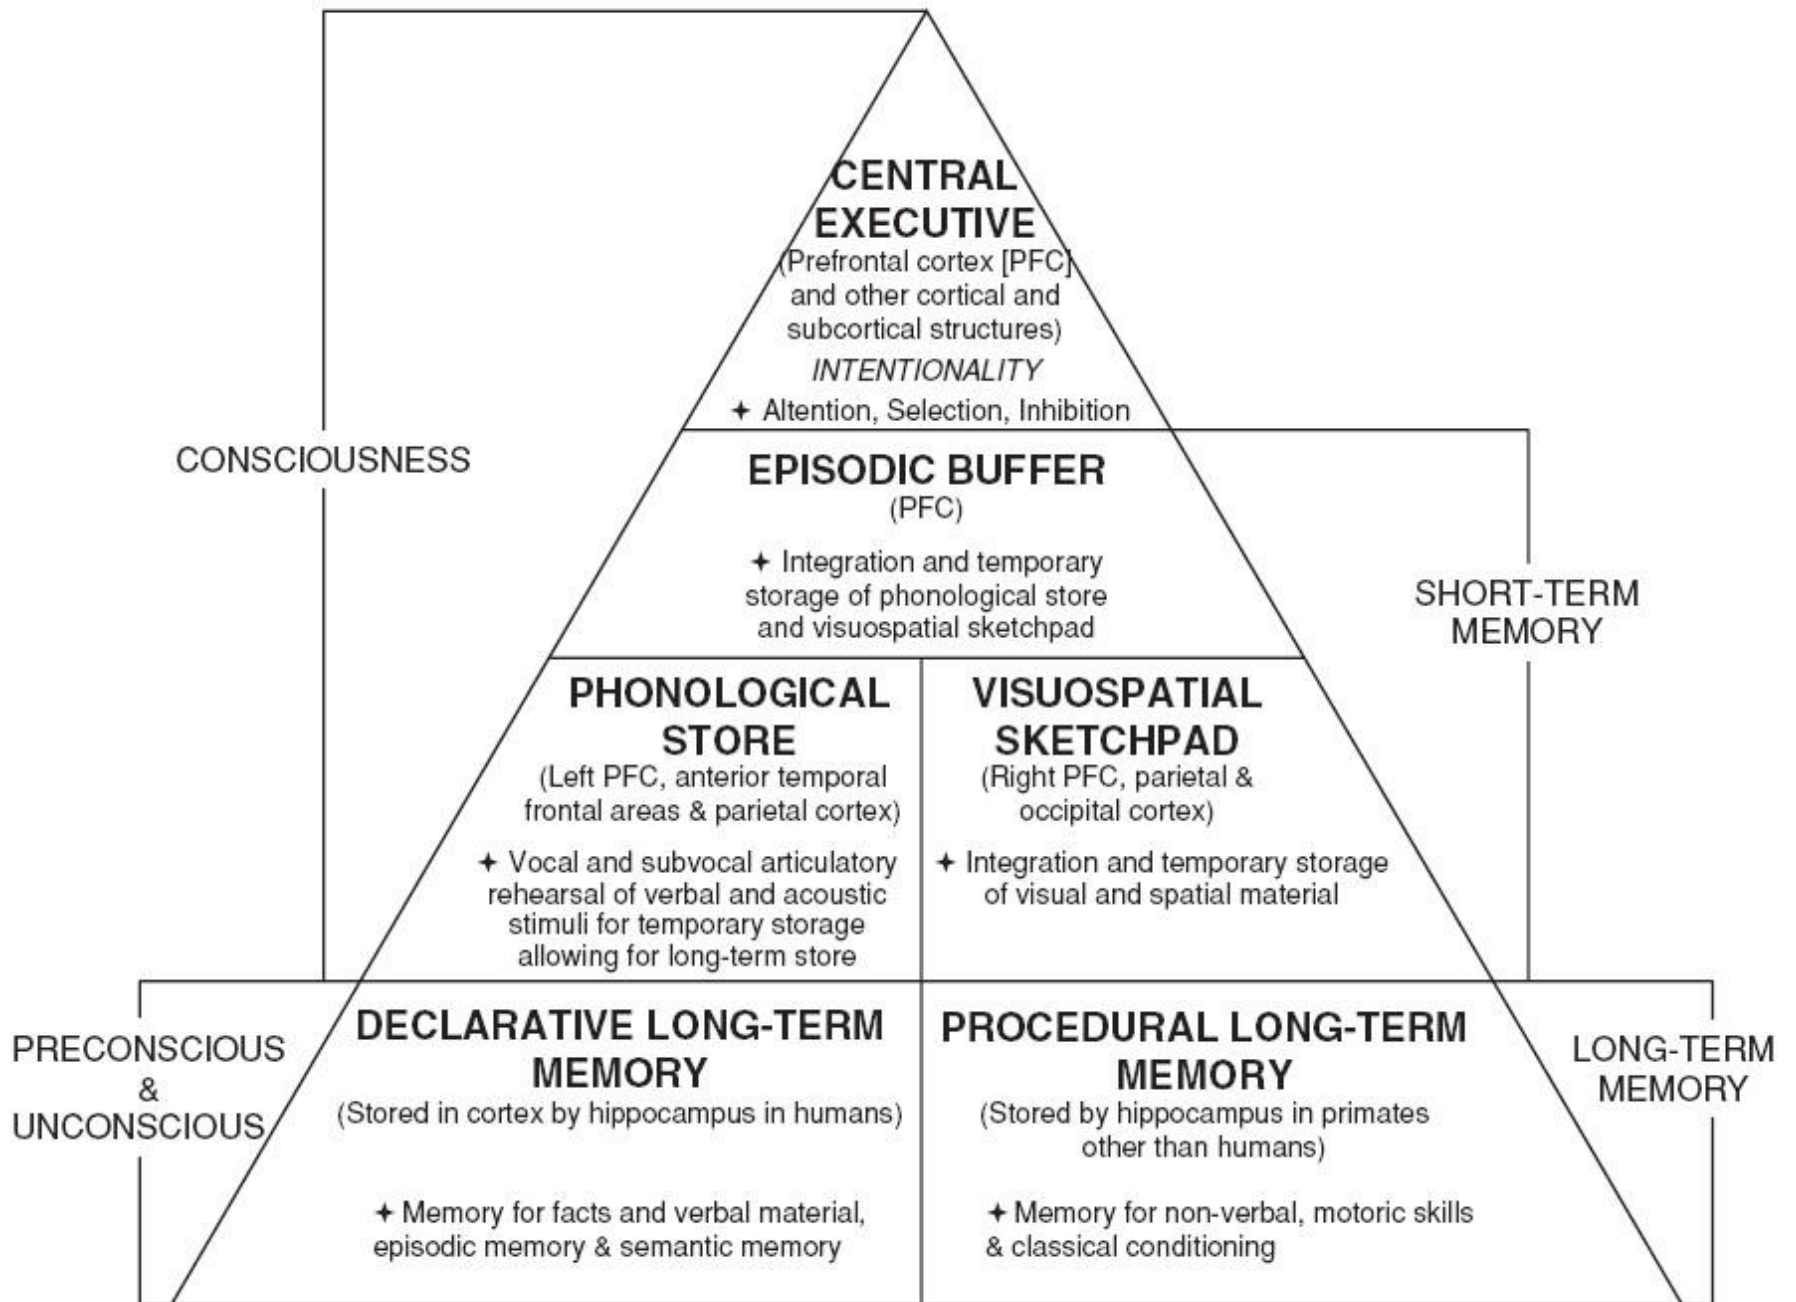 CENTRAL
EXECUTIVE
(Prefrontal cortex [PFC]
and other cortical and
subcortical structures)
INTENTIONALITY
✦ Altention, Selection, Inhibition
CONSCIOUSNESS
EPISODIC BUFFER
(PFC)
✦ Integration and temporary
storage of phonological store
and visuospatial sketchpad
SHORT-TERM
MEMORY
PHONOLOGICAL
STORE
(Left PFC, anterior temporal
frontal areas & parietal cortex)
✦ Vocal and subvocal articulatory
rehearsal of verbal and acoustic
stimuli for temporary storage
allowing for long-term store
VISUOSPATIAL
SKETCHPAD
(Right PFC, parietal &
occipital cortex)
✦ Integration and temporary storage
of visual and spatial material
PRECONSCIOUS
&
UNCONSCIOUS
DECLARATIVE LONG-TERM
MEMORY
(Stored in cortex by hippocampus in humans)
✦ Memory for facts and verbal material,
episodic memory & semantic memory
PROCEDURAL LONG-TERM
MEMORY
(Stored by hippocampus in primates
other than humans)
✦ Memory for non-verbal, motoric skills
& classical conditioning
LONG-TERM
MEMORY